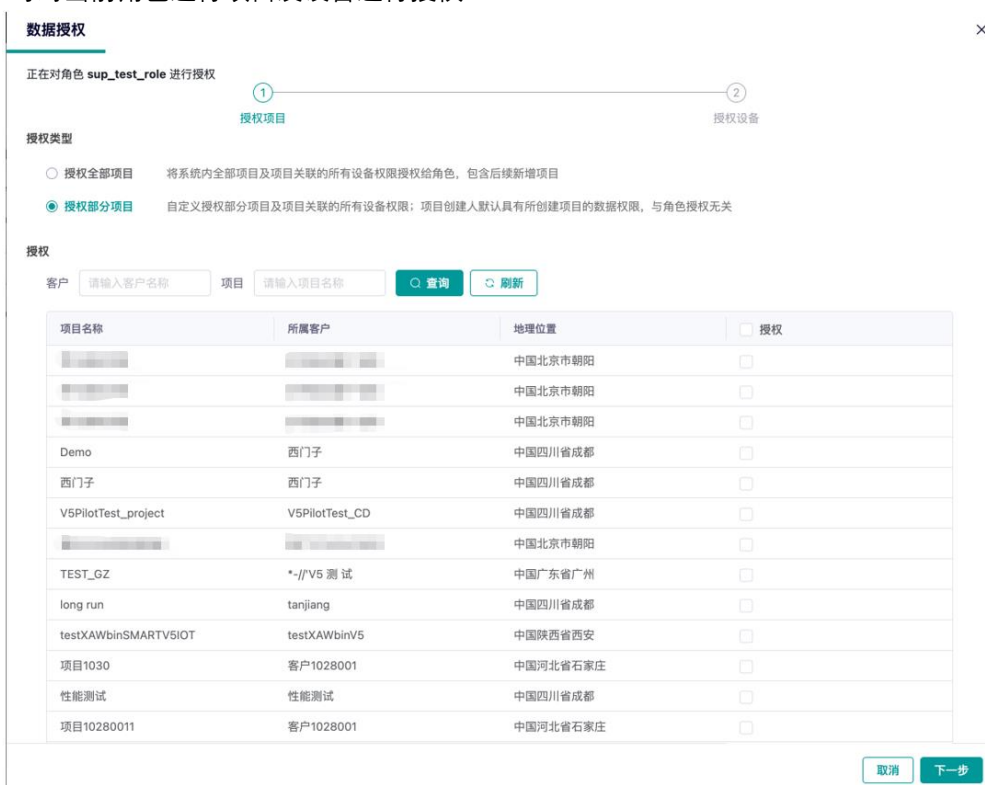 数据授权
正在对角色 sup_test_role 进行授权
1 2
授权项目 授权设备
授权类型
授权全部项目 将系统内全部项目及项目关联的所有设备权限授权给角色，包含后续新增项目
授权部分项目 自定义授权部分项目及项目关联的所有设备权限；项目创建人默认具有所创建项目的数据权限，与角色授权无关
授权
客户 请输入客户名称 项目 请输入项目名称 查询 刷新
项目名称 所属客户 地理位置 授权
中国北京市朝阳
中国北京市朝阳
中国北京市朝阳
Demo 西门子 中国四川省成都
西门子 西门子 中国四川省成都
V5PilotTest_project V5PilotTest_CD 中国四川省成都
中国北京市朝阳
TEST_GZ *-//'V5 测 试 中国广东省广州
long run tanjiang 中国四川省成都
testXAWbinSMARTV5IOT testXAWbinV5 中国陕西省西安
项目1030 客户1028001 中国河北省石家庄
性能测试 性能测试 中国四川省成都
项目10280011 客户1028001 中国河北省石家庄
取消 下一步